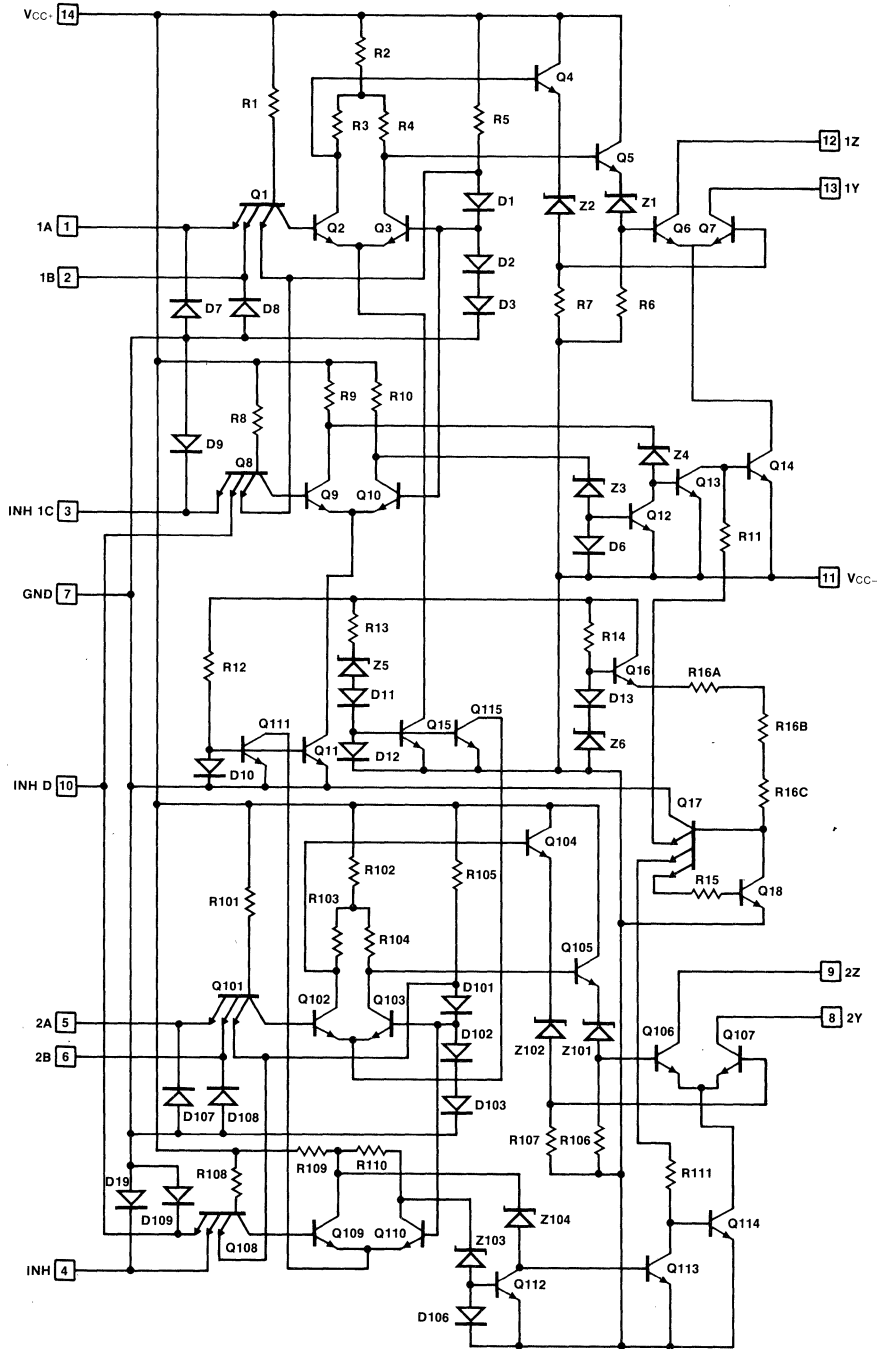 VCC+ 14
R2
Q4
R1
R3
R4
R5
Q5
12 1Z
13 1Y
Q1
D1
Z2
Z1
1A 1
Q2
Q3
Q6
Q7
1B 2
D2
D7
D8
D3
R7
R6
R9
R10
R8
D9
Z4
Q8
Q14
Q13
INH 1C 3
Q9
Q10
Z3
Q12
R11
D6
11 VCC−
GND 7
R13
R14
R12
Z5
Q16
R16A
D11
D13
Q111
Q11
Q15
Q115
R16B
D10
D12
Z6
INH D 10
R16C
Q17
Q104
R102
R105
R15
Q18
R101
R103
R104
Q105
Q101
D101
9 2Z
Q102
Q103
2A 5
D102
Q106
Q107
8 2Y
2B 6
Z102
Z101
D107
D108
D103
R107
R106
R109
R110
R108
R111
D19
D109
Z104
Q114
Q108
Q109
Q110
Z103
INH 4
Q112
Q113
D106